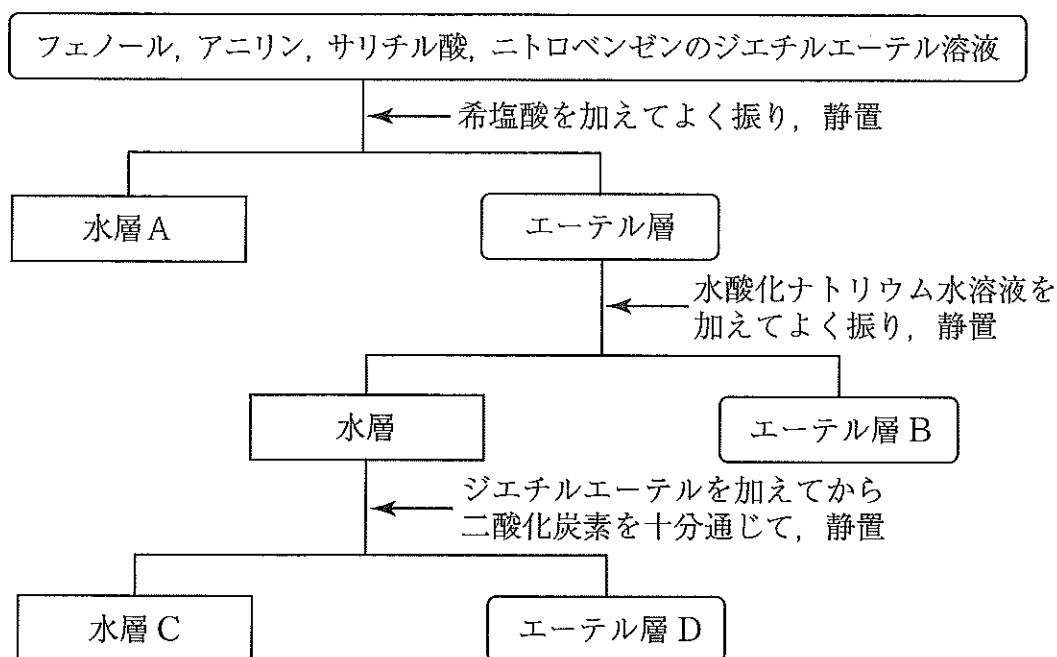 フェノール, アニリン, サリチル酸, ニトロベンゼンのジエチルエーテル溶液
希塩酸を加えてよく振り, 静置
水層A
エーテル層
水酸化ナトリウム水溶液を
加えてよく振り, 静置
水層
エーテル層 B
ジエチルエーテルを加えてから
二酸化炭素を十分通じて, 静置
水層 C
エーテル層 D